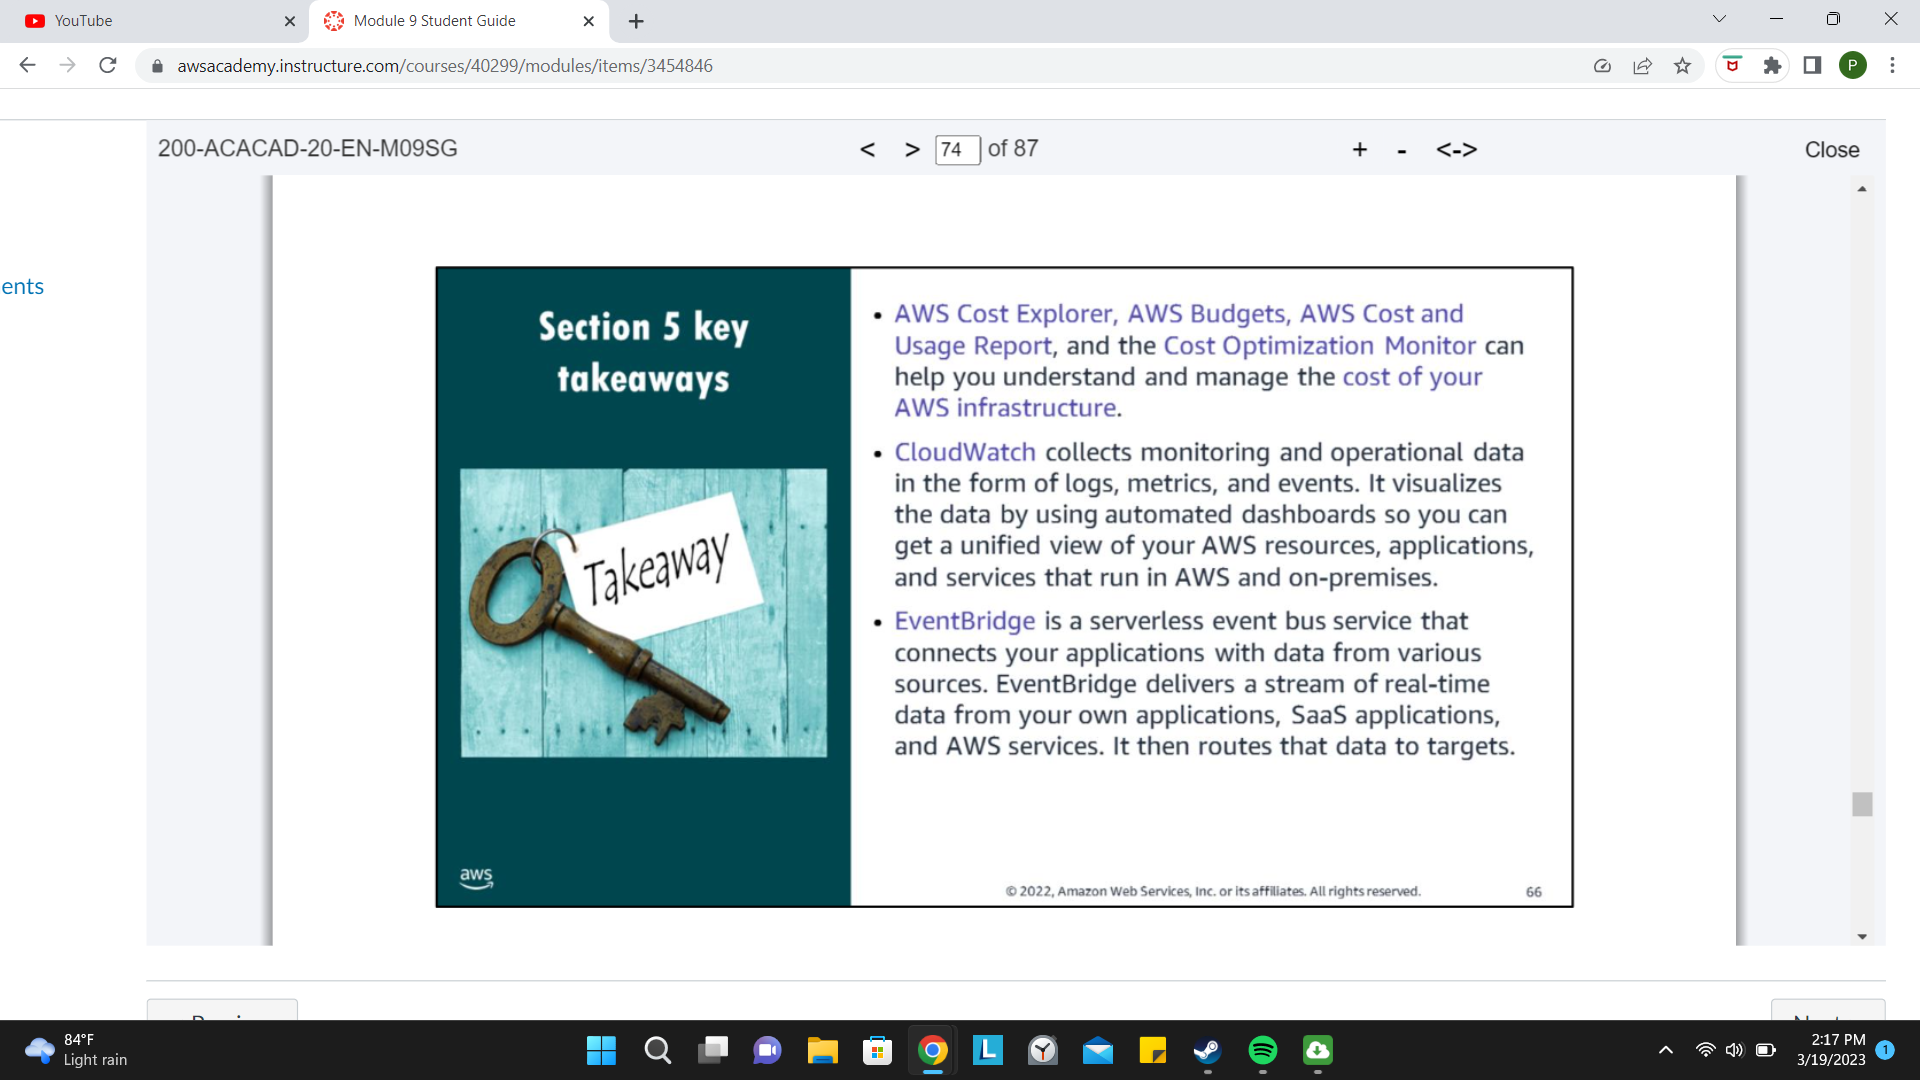 YouTube
Module 9 Student Guide
awsacademy.instructure.com/courses/40299/modules/items/3454846
P
200-ACACAD-20-EN-M09SG
< > 74 of 87
+ - <->
Close
ents
Section 5 key
takeaways
Takeaway
aws
• AWS Cost Explorer, AWS Budgets, AWS Cost and
Usage Report, and the Cost Optimization Monitor can
help you understand and manage the cost of your
AWS infrastructure.
• CloudWatch collects monitoring and operational data
in the form of logs, metrics, and events. It visualizes
the data by using automated dashboards so you can
get a unified view of your AWS resources, applications,
and services that run in AWS and on-premises.
• EventBridge is a serverless event bus service that
connects your applications with data from various
sources. EventBridge delivers a stream of real-time
data from your own applications, SaaS applications,
and AWS services. It then routes that data to targets.
© 2022, Amazon Web Services, Inc. or its affiliates. All rights reserved.
66
84°F
Light rain
L
2:17 PM
3/19/2023
1